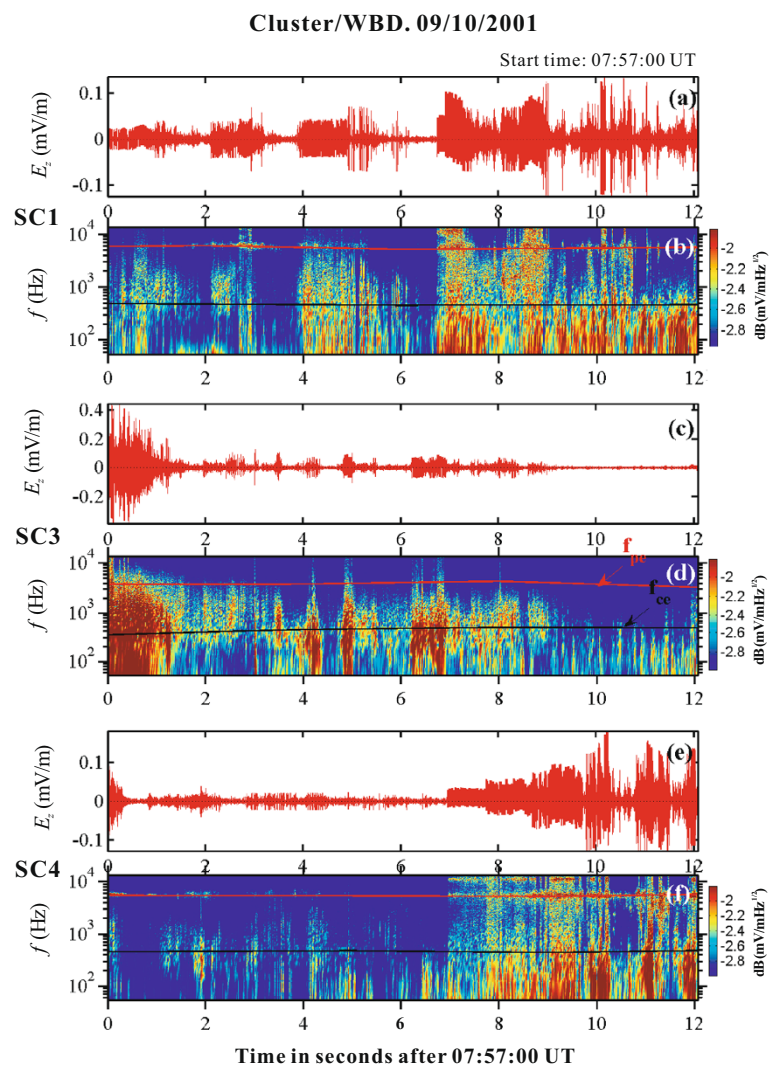 Cluster/WBD. 09/10/2001
Start time: 07:57:00 UT
(a)
0.1
0
-0.1
E_z (mV/m)
0 2 4 6 8 10 12
SC1
(b)
10^4
10^3
10^2
f (Hz)
-2
-2.2
-2.4
-2.6
-2.8
dB(mV/mHz^1/2)
0 2 4 6 8 10 12
(c)
0.4
0.2
0
-0.2
E_z (mV/m)
0 2 4 6 8 10 12
SC3
f_pe
(d)
f_ce
10^4
10^3
10^2
f (Hz)
-2
-2.2
-2.4
-2.6
-2.8
dB(mV/mHz^1/2)
0 2 4 6 8 10 12
(e)
0.1
0
-0.1
E_z (mV/m)
0 2 4 6 8 10 12
SC4
(f)
10^4
10^3
10^2
f (Hz)
-2
-2.2
-2.4
-2.6
-2.8
dB(mV/mHz^1/2)
0 2 4 6 8 10 12
Time in seconds after 07:57:00 UT